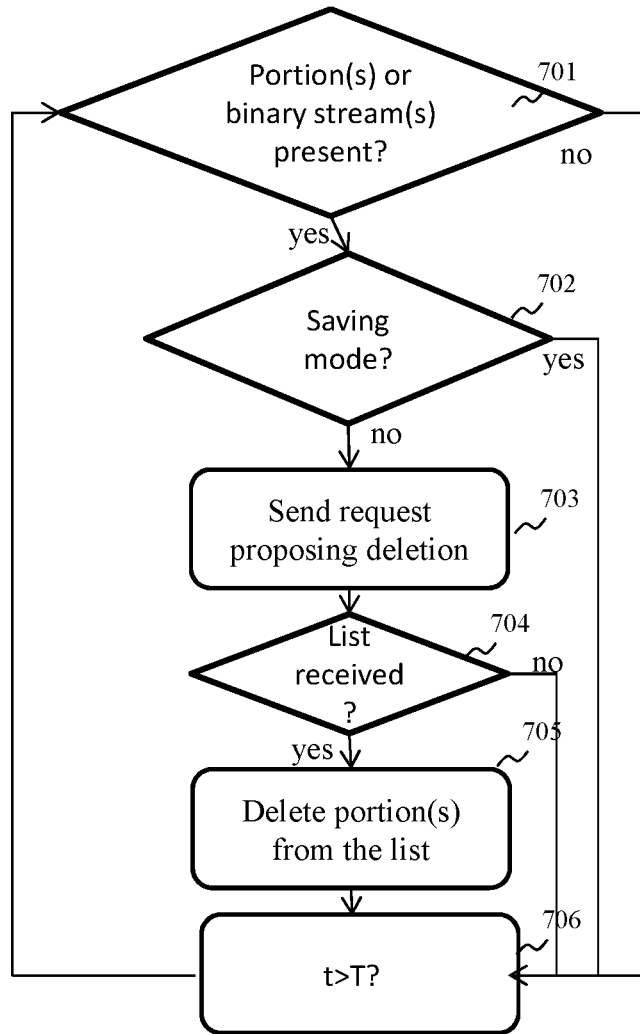 Portion(s) or
binary stream(s)
present?
701
no
yes
702
Saving
mode?
yes
no
703
Send request
proposing deletion
704
List
received
?
no
yes
705
Delete portion(s)
from the list
706
t>T?